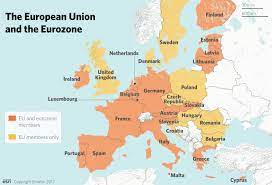 The European Union
and the Eurozone
Finland
Sweden
Estonia
Latvia
Lithuania
Netherlands
Denmark
Ireland
United
Kingdom
Poland
Belgium
Germany
Luxembourg
Czech
Republic
Slovakia
EU and eurozone
members
France
Austria
Hungary
Slovenia
Romania
EU members only
Croatia
Italy
Bulgaria
Portugal
Spain
Greece
Malta
Cyprus